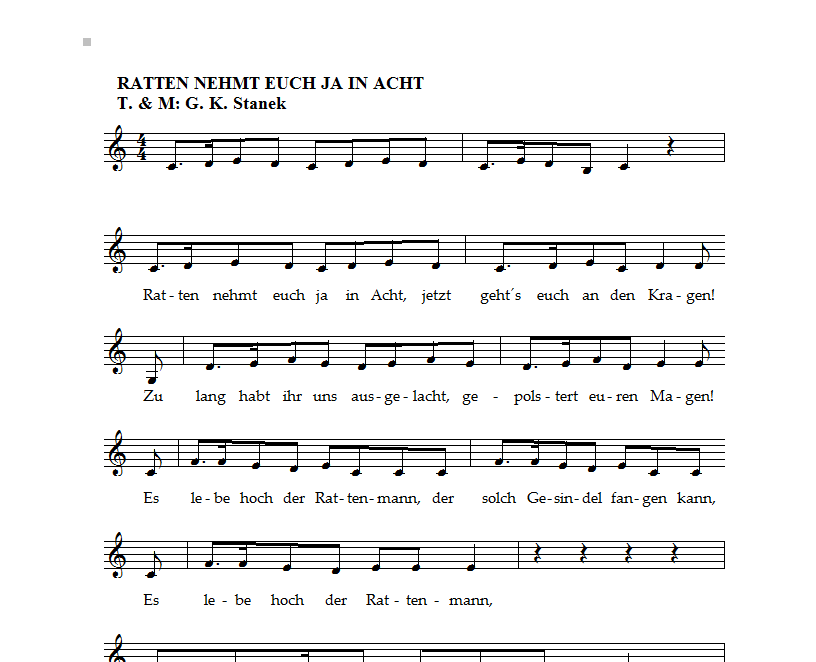 RATTEN NEHMT EUCH JA IN ACHT
T. & M: G. K. Stanek
4
4
Rat - ten nehmt euch ja in Acht, jetzt geht´s euch an den Kra - gen!
Zu lang habt ihr uns aus - ge - lacht, ge - pols - tert eu - ren Ma - gen!
Es le - be hoch der Rat - ten - mann, der solch Ge - sin - del fan - gen kann,
Es le - be hoch der Rat - ten - mann,